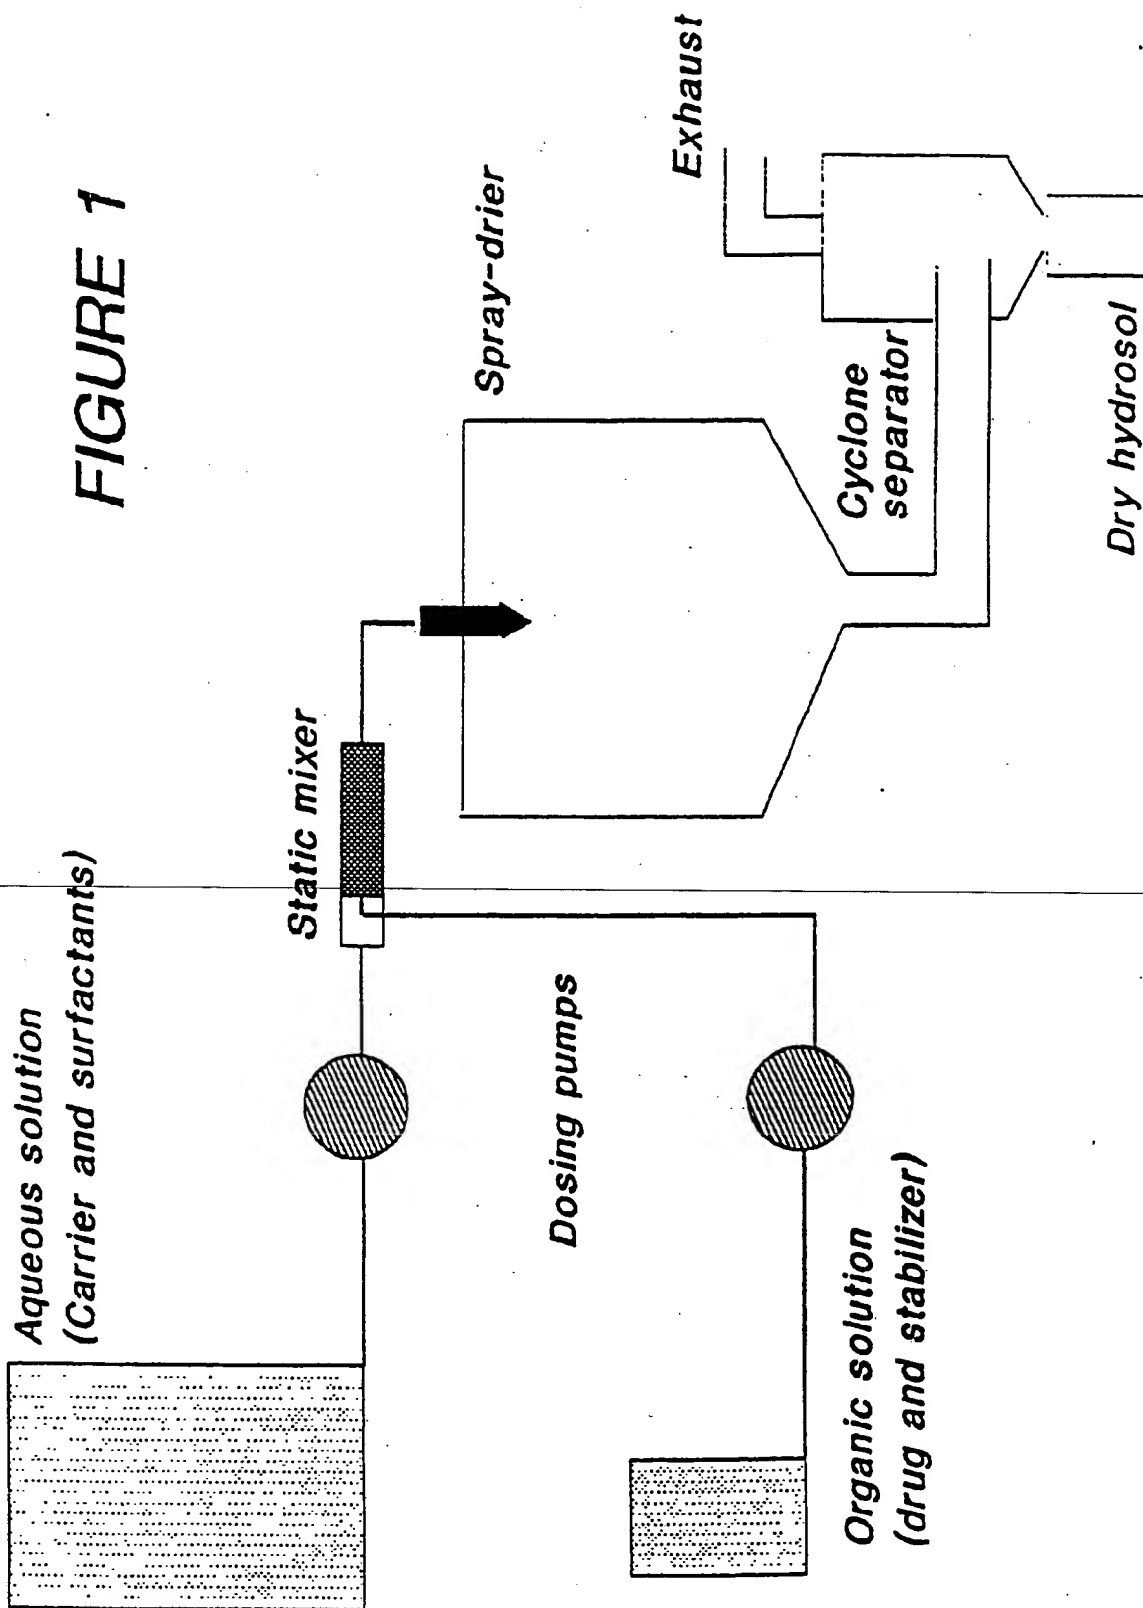 FIGURE 1
Aqueous solution
(Carrier and surfactants)
Static mixer
Spray-drier
Exhaust
Dosing pumps
Cyclone
separator
Organic solution
(drug and stabilizer)
Dry hydrosol